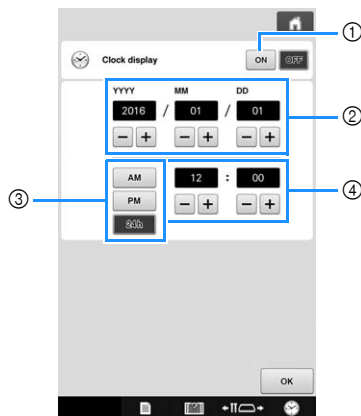 ①
Clock display ON OFF
YYYY MM DD
2016 / 01 / 01
②
− + − + − +
③
AM 12 : 00
④
PM − + − +
24h
OK